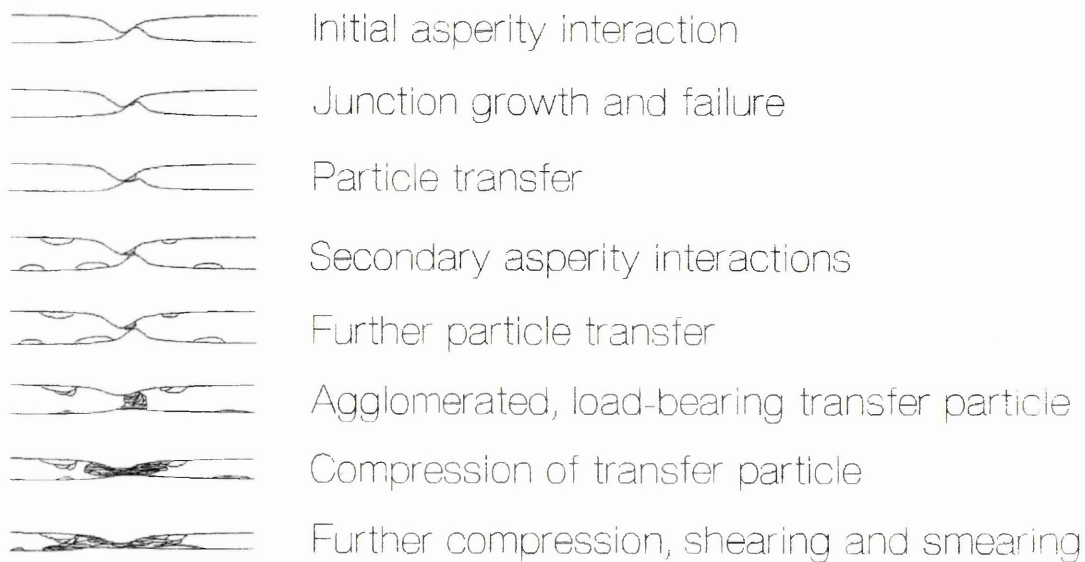 Initial asperity interaction
Junction growth and failure
Particle transfer
Secondary asperity interactions
Further particle transfer
Agglomerated, load-bearing transfer particle
Compression of transfer particle
Further compression, shearing and smearing